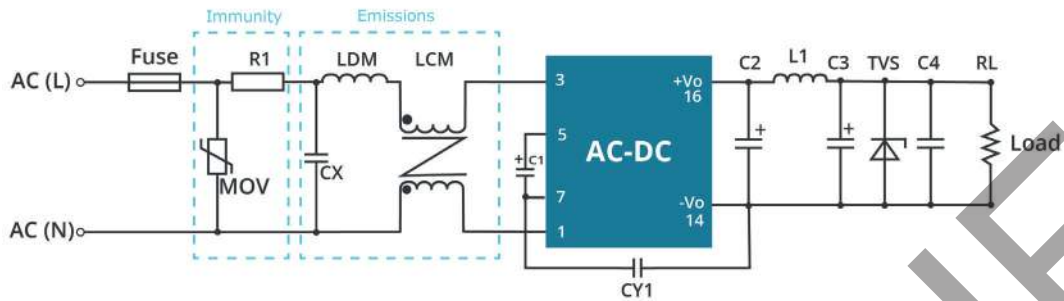 Immunity
Emissions
Fuse
R1
LDM
LCM
C2
L1
C3
TVS
C4
RL
AC (L)
3
+Vo
16
5
C1
+
AC-DC
+
+
Load
CX
MOV
7
-Vo
14
AC (N)
1
CY1